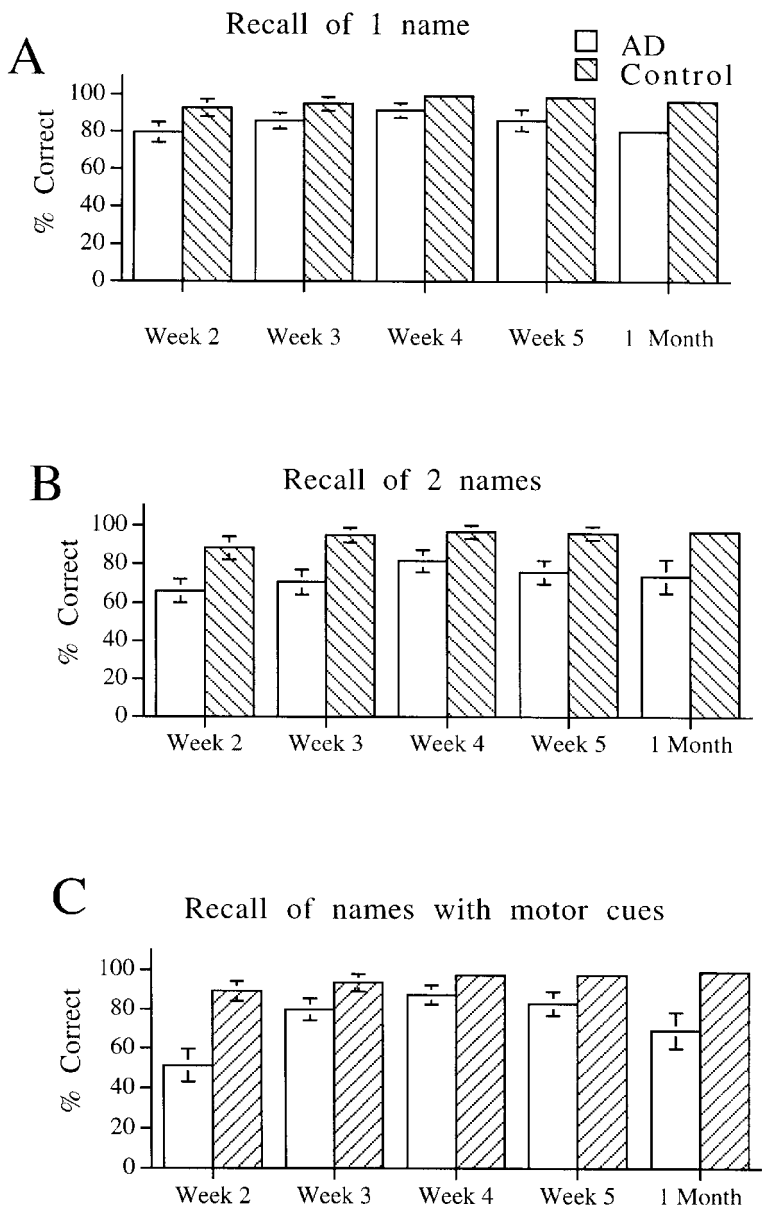 Recall of 1 name
A
AD
Control
100
80
60
40
20
0
% Correct
Week 2 Week 3 Week 4 Week 5 1 Month
B
Recall of 2 names
100
80
60
40
20
0
% Correct
Week 2 Week 3 Week 4 Week 5 1 Month
C
Recall of names with motor cues
100
80
60
40
20
0
% Correct
Week 2 Week 3 Week 4 Week 5 1 Month